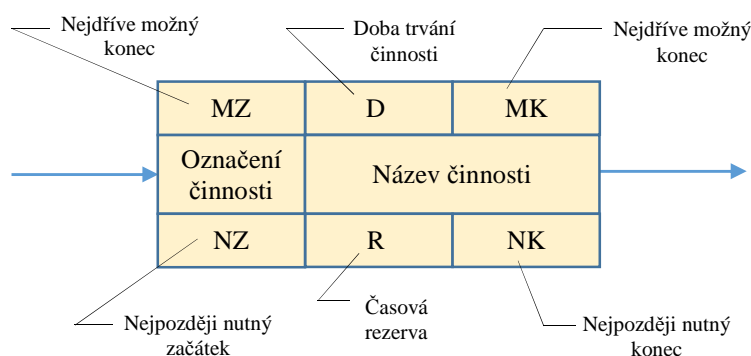 Nejdříve možný
konec
Doba trvání
činnosti
Nejdříve možný
konec
MZ
D
MK
Označení
činnosti
Název činnosti
NZ
R
NK
Nejpozději nutný
začátek
Časová
rezerva
Nejpozději nutný
konec